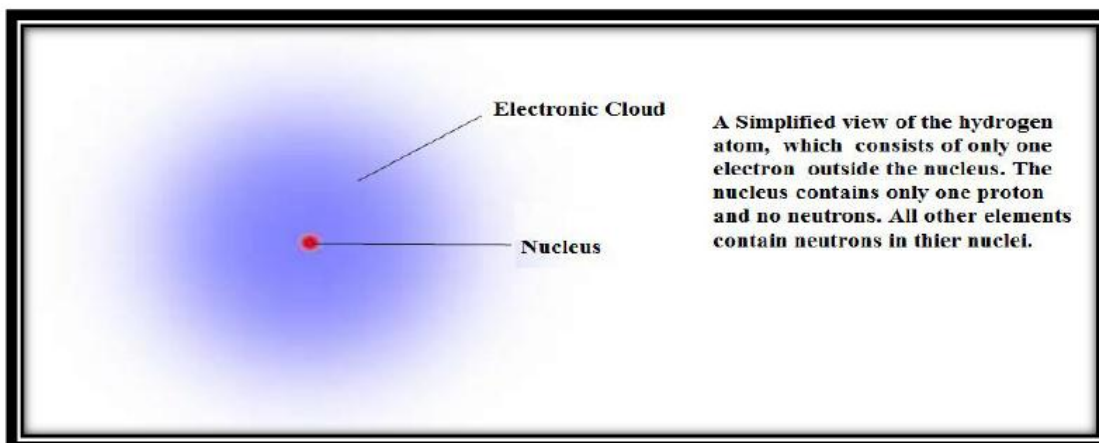 Electronic Cloud
Nucleus
A Simplified view of the hydrogen
atom, which consists of only one
electron outside the nucleus. The
nucleus contains only one proton
and no neutrons. All other elements
contain neutrons in thier nuclei.